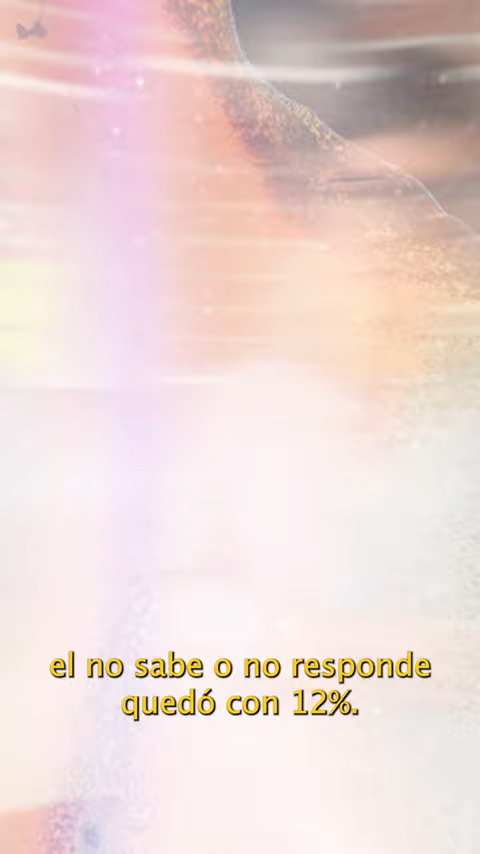 el no sabe o no responde
quedó con 12%.